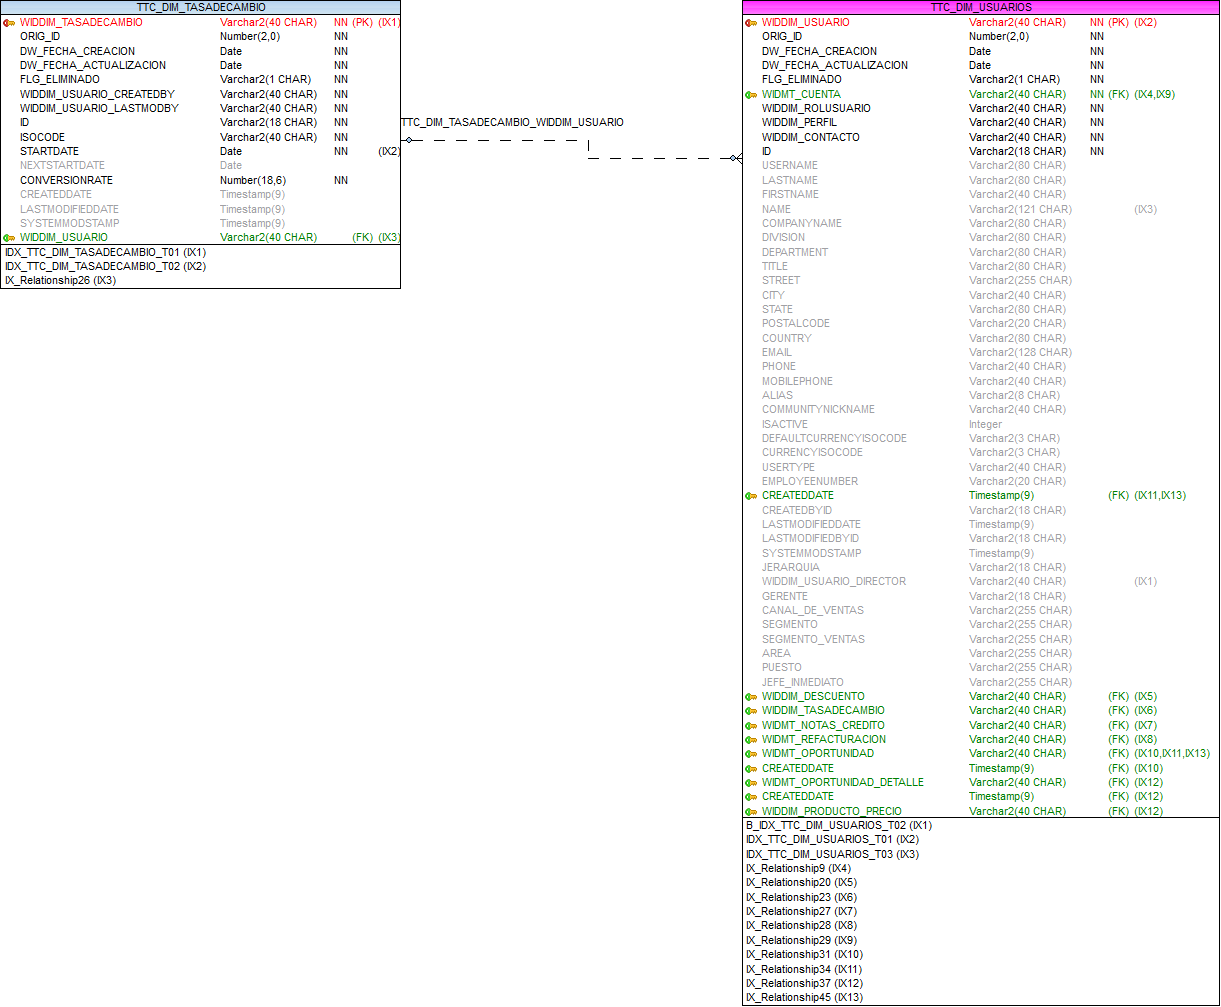 TTC_DIM_TASADECAMBIO
WIDDIM_TASADECAMBIO Varchar2(40 CHAR) NN (PK) (IX1)
ORIG_ID Number(2,0) NN
DW_FECHA_CREACION Date NN
DW_FECHA_ACTUALIZACION Date NN
FLG_ELIMINADO Varchar2(1 CHAR) NN
WIDDIM_USUARIO_CREATEDBY Varchar2(40 CHAR) NN
WIDDIM_USUARIO_LASTMODBY Varchar2(40 CHAR) NN
ID Varchar2(18 CHAR) NN
ISOCODE Varchar2(40 CHAR) NN
STARTDATE Date NN (IX2)
NEXTSTARTDATE Date
CONVERSIONRATE Number(18,6) NN
CREATEDDATE Timestamp(9)
LASTMODIFIEDDATE Timestamp(9)
SYSTEMMODSTAMP Timestamp(9)
WIDDIM_USUARIO Varchar2(40 CHAR) (FK) (IX3)
IDX_TTC_DIM_TASADECAMBIO_T01 (IX1)
IDX_TTC_DIM_TASADECAMBIO_T02 (IX2)
IX_Relationship26 (IX3)
TTC_DIM_TASADECAMBIO_WIDDIM_USUARIO
TTC_DIM_USUARIOS
WIDDIM_USUARIO Varchar2(40 CHAR) NN (PK) (IX2)
ORIG_ID Number(2,0) NN
DW_FECHA_CREACION Date NN
DW_FECHA_ACTUALIZACION Date NN
FLG_ELIMINADO Varchar2(1 CHAR) NN
WIDMT_CUENTA Varchar2(40 CHAR) NN (FK) (IX4,IX9)
WIDDIM_ROLUSUARIO Varchar2(40 CHAR) NN
WIDDIM_PERFIL Varchar2(40 CHAR) NN
WIDDIM_CONTACTO Varchar2(40 CHAR) NN
ID Varchar2(18 CHAR) NN
USERNAME Varchar2(80 CHAR)
LASTNAME Varchar2(80 CHAR)
FIRSTNAME Varchar2(40 CHAR)
NAME Varchar2(121 CHAR) (IX3)
COMPANYNAME Varchar2(80 CHAR)
DIVISION Varchar2(80 CHAR)
DEPARTMENT Varchar2(80 CHAR)
TITLE Varchar2(80 CHAR)
STREET Varchar2(255 CHAR)
CITY Varchar2(40 CHAR)
STATE Varchar2(80 CHAR)
POSTALCODE Varchar2(20 CHAR)
COUNTRY Varchar2(80 CHAR)
EMAIL Varchar2(128 CHAR)
PHONE Varchar2(40 CHAR)
MOBILEPHONE Varchar2(40 CHAR)
ALIAS Varchar2(8 CHAR)
COMMUNITYNICKNAME Varchar2(40 CHAR)
ISACTIVE Integer
DEFAULTCURRENCYISOCODE Varchar2(3 CHAR)
CURRENCYISOCODE Varchar2(3 CHAR)
USERTYPE Varchar2(40 CHAR)
EMPLOYEENUMBER Varchar2(20 CHAR)
CREATEDDATE Timestamp(9) (FK) (IX11,IX13)
CREATEDBYID Varchar2(18 CHAR)
LASTMODIFIEDDATE Timestamp(9)
LASTMODIFIEDBYID Varchar2(18 CHAR)
SYSTEMMODSTAMP Timestamp(9)
JERARQUIA Varchar2(18 CHAR)
WIDDIM_USUARIO_DIRECTOR Varchar2(40 CHAR) (IX1)
GERENTE Varchar2(18 CHAR)
CANAL_DE_VENTAS Varchar2(255 CHAR)
SEGMENTO Varchar2(255 CHAR)
SEGMENTO_VENTAS Varchar2(255 CHAR)
AREA Varchar2(255 CHAR)
PUESTO Varchar2(255 CHAR)
JEFE_INMEDIATO Varchar2(255 CHAR)
WIDDIM_DESCUENTO Varchar2(40 CHAR) (FK) (IX5)
WIDDIM_TASADECAMBIO Varchar2(40 CHAR) (FK) (IX6)
WIDMT_NOTAS_CREDITO Varchar2(40 CHAR) (FK) (IX7)
WIDMT_REFACTURACION Varchar2(40 CHAR) (FK) (IX8)
WIDMT_OPORTUNIDAD Varchar2(40 CHAR) (FK) (IX10,IX11,IX13)
CREATEDDATE Timestamp(9) (FK) (IX10)
WIDMT_OPORTUNIDAD_DETALLE Varchar2(40 CHAR) (FK) (IX12)
CREATEDDATE Timestamp(9) (FK) (IX12)
WIDDIM_PRODUCTO_PRECIO Varchar2(40 CHAR) (FK) (IX12)
B_IDX_TTC_DIM_USUARIOS_T02 (IX1)
IDX_TTC_DIM_USUARIOS_T01 (IX2)
IDX_TTC_DIM_USUARIOS_T03 (IX3)
IX_Relationship9 (IX4)
IX_Relationship20 (IX5)
IX_Relationship23 (IX6)
IX_Relationship27 (IX7)
IX_Relationship28 (IX8)
IX_Relationship29 (IX9)
IX_Relationship31 (IX10)
IX_Relationship34 (IX11)
IX_Relationship37 (IX12)
IX_Relationship45 (IX13)